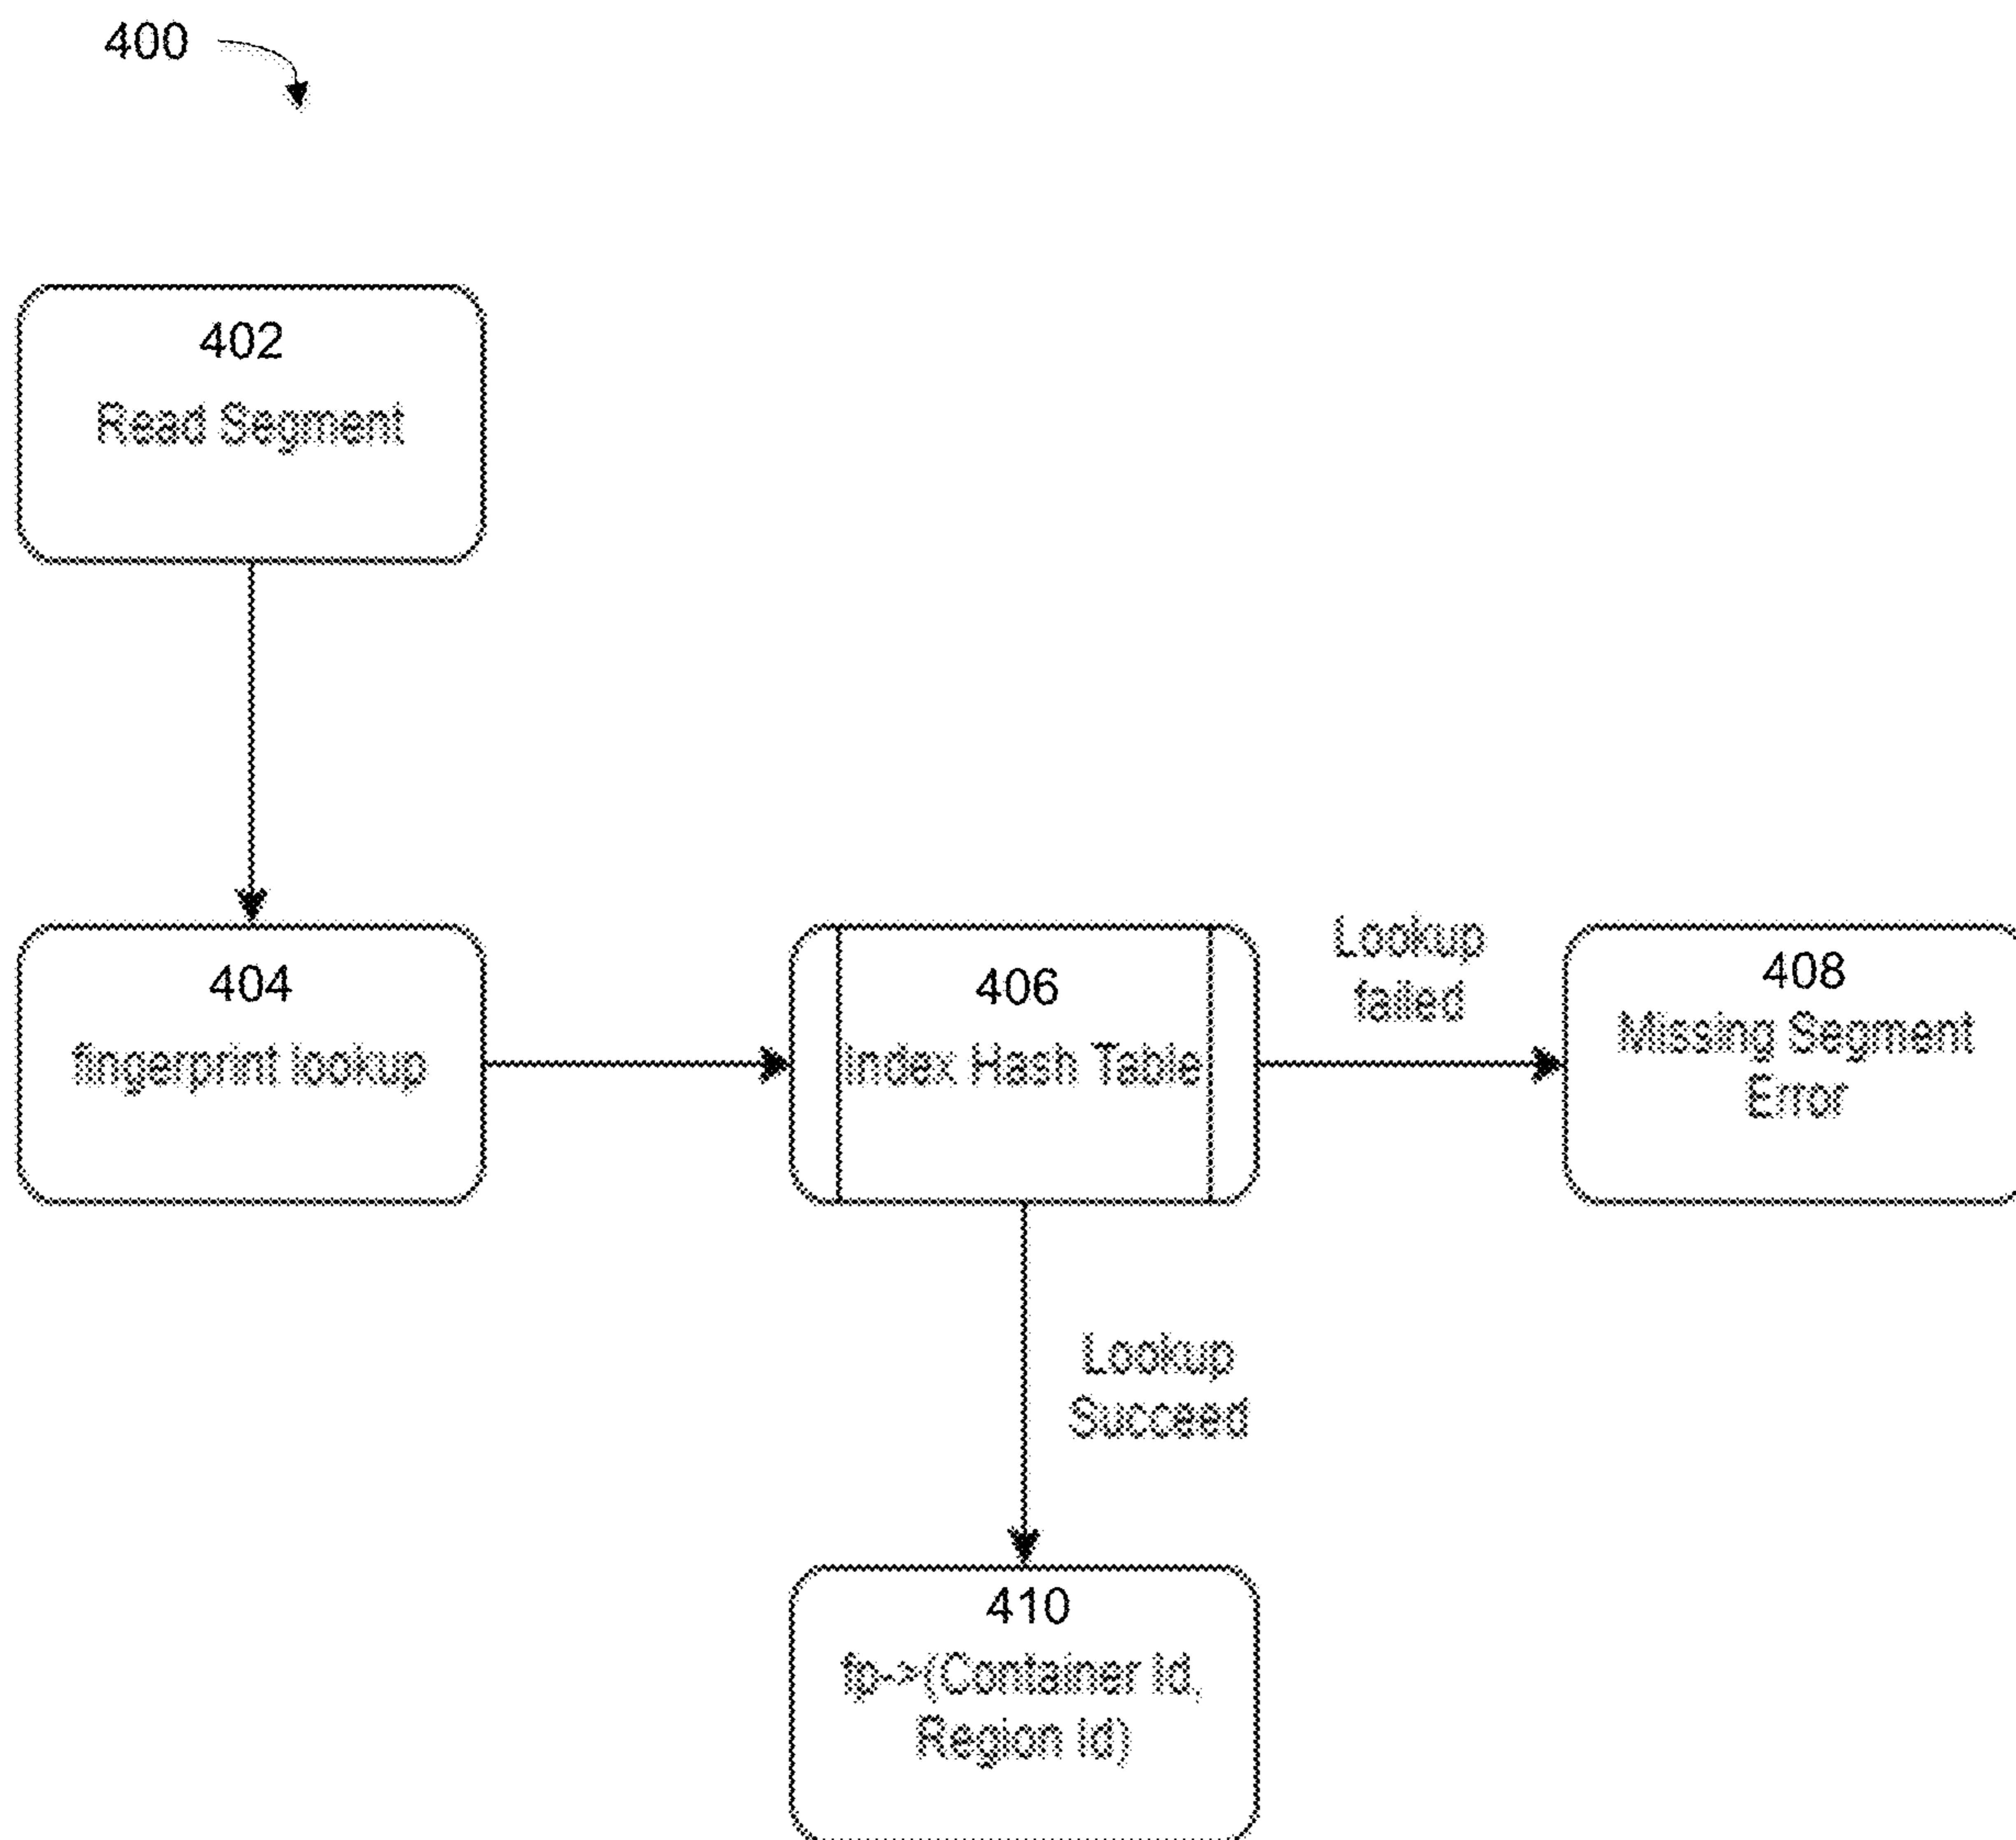 400
402
Read Segment
404
fingerprint lookup
406
Index Hash Table
Lookup
failed
408
Missing Segment
Error
Lookup
Succeed
410
fp->(Container Id,
Region Id)